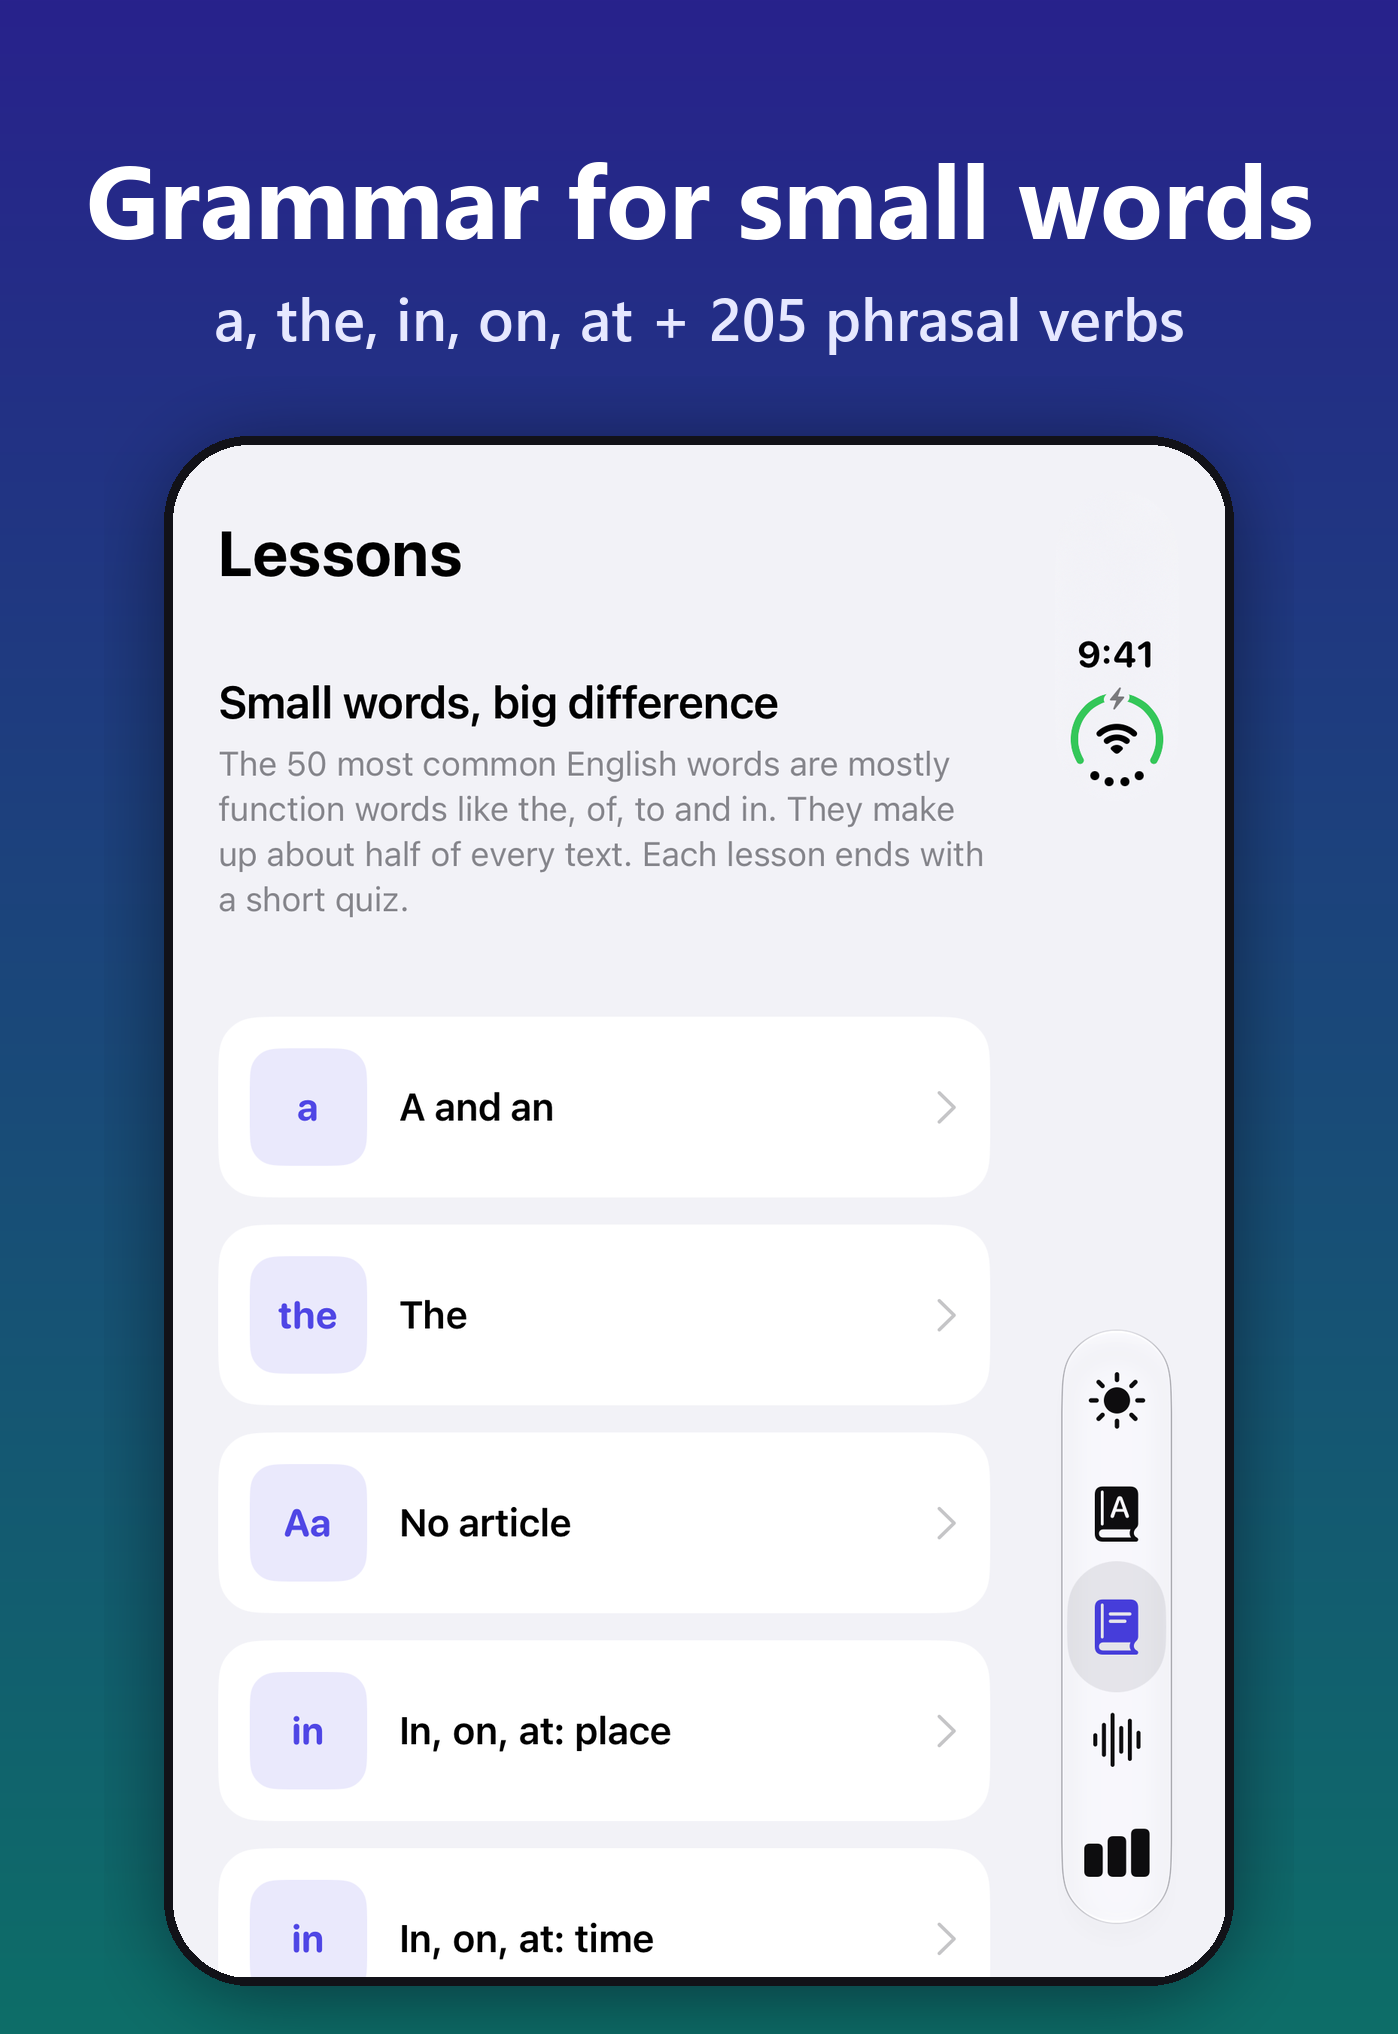 Grammar for small words
a, the, in, on, at + 205 phrasal verbs
Lessons
9:41
Small words, big difference
The 50 most common English words are mostly
function words like the, of, to and in. They make
up about half of every text. Each lesson ends with
a short quiz.
a A and an
the The
Aa No article
in In, on, at: place
A
in In, on, at: time